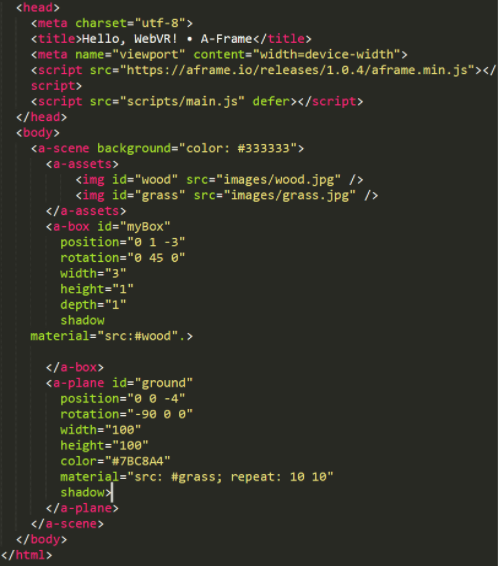 <head>
<meta charset="utf-8">
<title>Hello, WebVR! • A-Frame</title>
<meta name="viewport" content="width=device-width">
<script src="https://aframe.io/releases/1.0.4/aframe.min.js"></
script>
<script src="scripts/main.js" defer></script>
</head>
<body>
<a-scene background="color: #333333">
<a-assets>
<img id="wood" src="images/wood.jpg" />
<img id="grass" src="images/grass.jpg" />
</a-assets>
<a-box id="myBox"
position="0 1 -3"
rotation="0 45 0"
width="3"
height="1"
depth="1"
shadow
material="src:#wood".>
</a-box>
<a-plane id="ground"
position="0 0 -4"
rotation="-90 0 0"
width="100"
height="100"
color="#7BC8A4"
material="src: #grass; repeat: 10 10"
shadow>
</a-plane>
</a-scene>
</body>
</html>